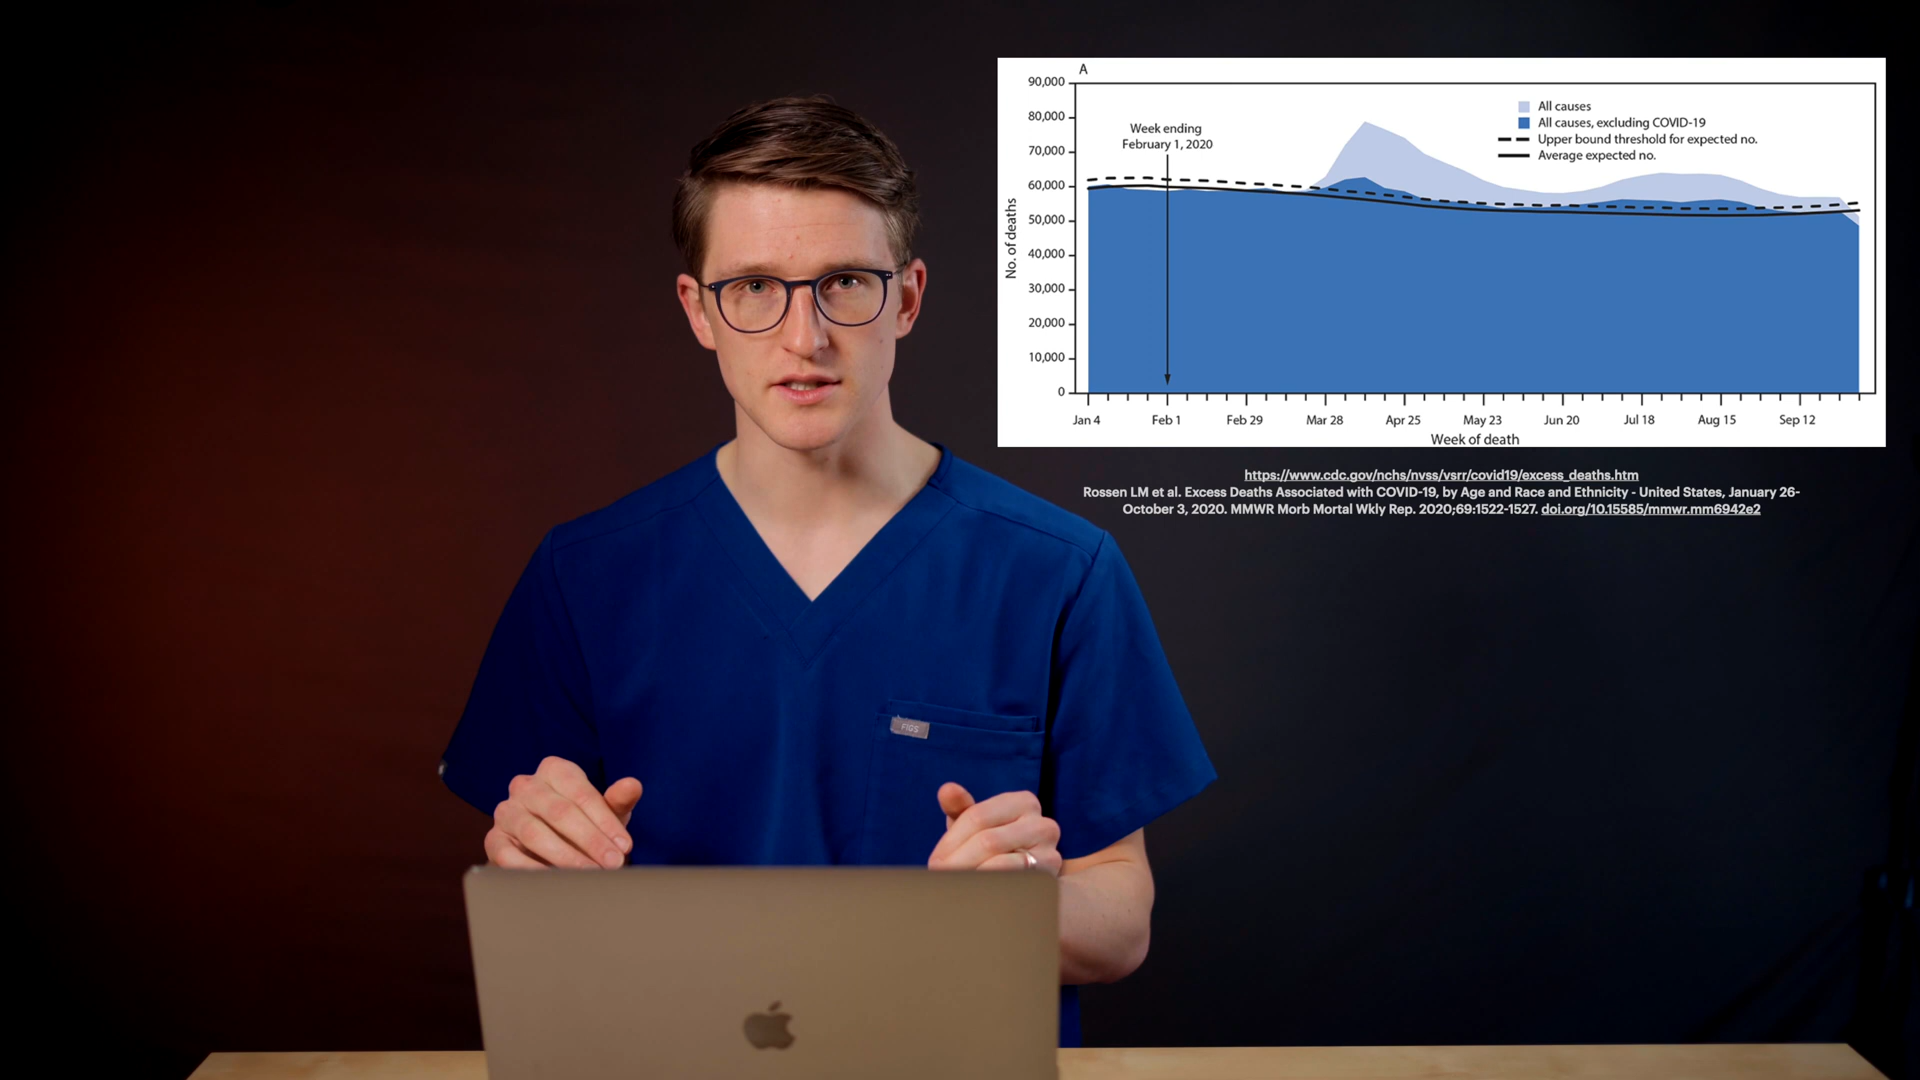 A
90,000
80,000
70,000
60,000
50,000
40,000
30,000
20,000
10,000
0
No. of deaths
Week ending
February 1, 2020
All causes
All causes, excluding COVID-19
Upper bound threshold for expected no.
Average expected no.
Jan 4 Feb 1 Feb 29 Mar 28 Apr 25 May 23 Jun 20 Jul 18 Aug 15 Sep 12
Week of death
https://www.cdc.gov/nchs/nvss/vsrr/covid19/excess_deaths.htm
Rossen LM et al. Excess Deaths Associated with COVID-19, by Age and Race and Ethnicity - United States, January 26-
October 3, 2020. MMWR Morb Mortal Wkly Rep. 2020;69:1522-1527. doi.org/10.15585/mmwr.mm6942e2
FIGS